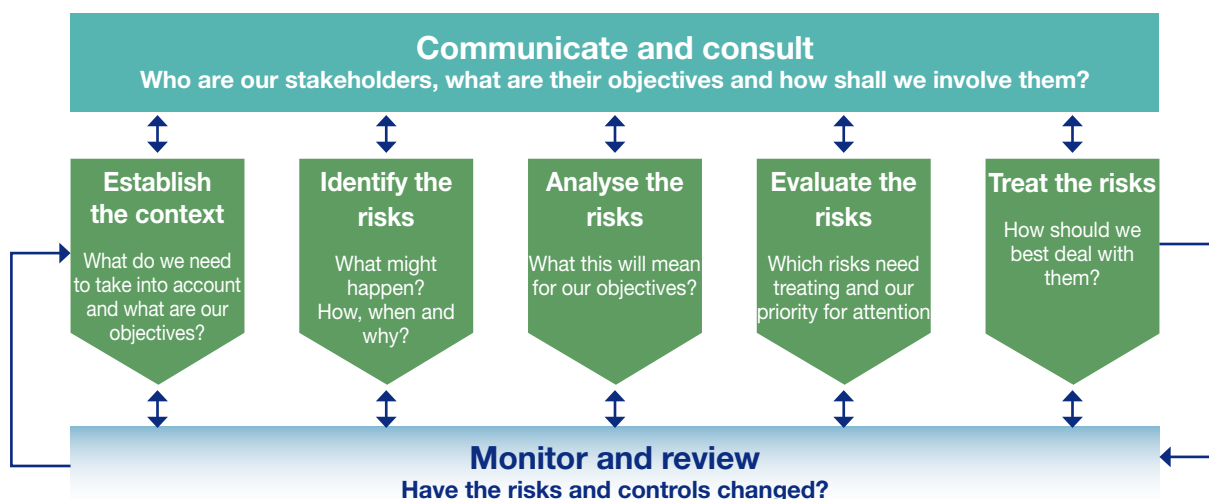 Communicate and consult
Who are our stakeholders, what are their objectives and how shall we involve them?
Establish
the context
What do we need
to take into account
and what are our
objectives?
Identify the
risks
What might
happen?
How, when and
why?
Analyse the
risks
What this will mean
for our objectives?
Evaluate the
risks
Which risks need
treating and our
priority for attention
Treat the risks
How should we
best deal with
them?
Monitor and review
Have the risks and controls changed?